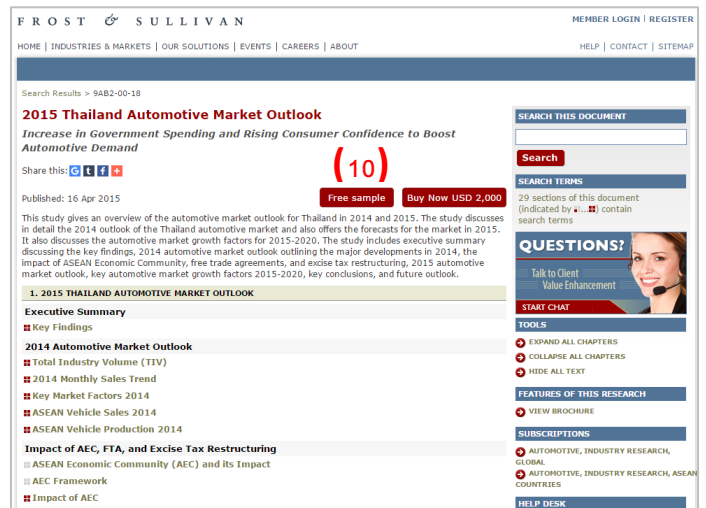 FROST & SULLIVAN
MEMBER LOGIN | REGISTER
HOME | INDUSTRIES & MARKETS | OUR SOLUTIONS | EVENTS | CAREERS | ABOUT
HELP | CONTACT | SITEMAP
Search Results > 9AB2-00-18
2015 Thailand Automotive Market Outlook
Increase in Government Spending and Rising Consumer Confidence to Boost
Automotive Demand
Share this: G t f +
(10)
Published: 16 Apr 2015
Free sample
Buy Now USD 2,000
This study gives an overview of the automotive market outlook for Thailand in 2014 and 2015. The study discusses
in detail the 2014 outlook of the Thailand automotive market and also offers the forecasts for the market in 2015.
It also discusses the automotive market growth factors for 2015-2020. The study includes executive summary
discussing the key findings, 2014 automotive market outlook outlining the major developments in 2014, the
impact of ASEAN Economic Community, free trade agreements, and excise tax restructuring, 2015 automotive
market outlook, key automotive market growth factors 2015-2020, key conclusions, and future outlook.
1. 2015 THAILAND AUTOMOTIVE MARKET OUTLOOK
Executive Summary
Key Findings
2014 Automotive Market Outlook
Total Industry Volume (TIV)
2014 Monthly Sales Trend
Key Market Factors 2014
ASEAN Vehicle Sales 2014
ASEAN Vehicle Production 2014
Impact of AEC, FTA, and Excise Tax Restructuring
ASEAN Economic Community (AEC) and its Impact
AEC Framework
Impact of AEC
SEARCH THIS DOCUMENT
Search
SEARCH TERMS
29 sections of this document
(indicated by ...) contain
search terms
QUESTIONS?
Talk to Client
Value Enhancement
START CHAT
TOOLS
EXPAND ALL CHAPTERS
COLLAPSE ALL CHAPTERS
HIDE ALL TEXT
FEATURES OF THIS RESEARCH
VIEW BROCHURE
SUBSCRIPTIONS
AUTOMOTIVE, INDUSTRY RESEARCH,
GLOBAL
AUTOMOTIVE, INDUSTRY RESEARCH, ASEAN
COUNTRIES
HELP DESK